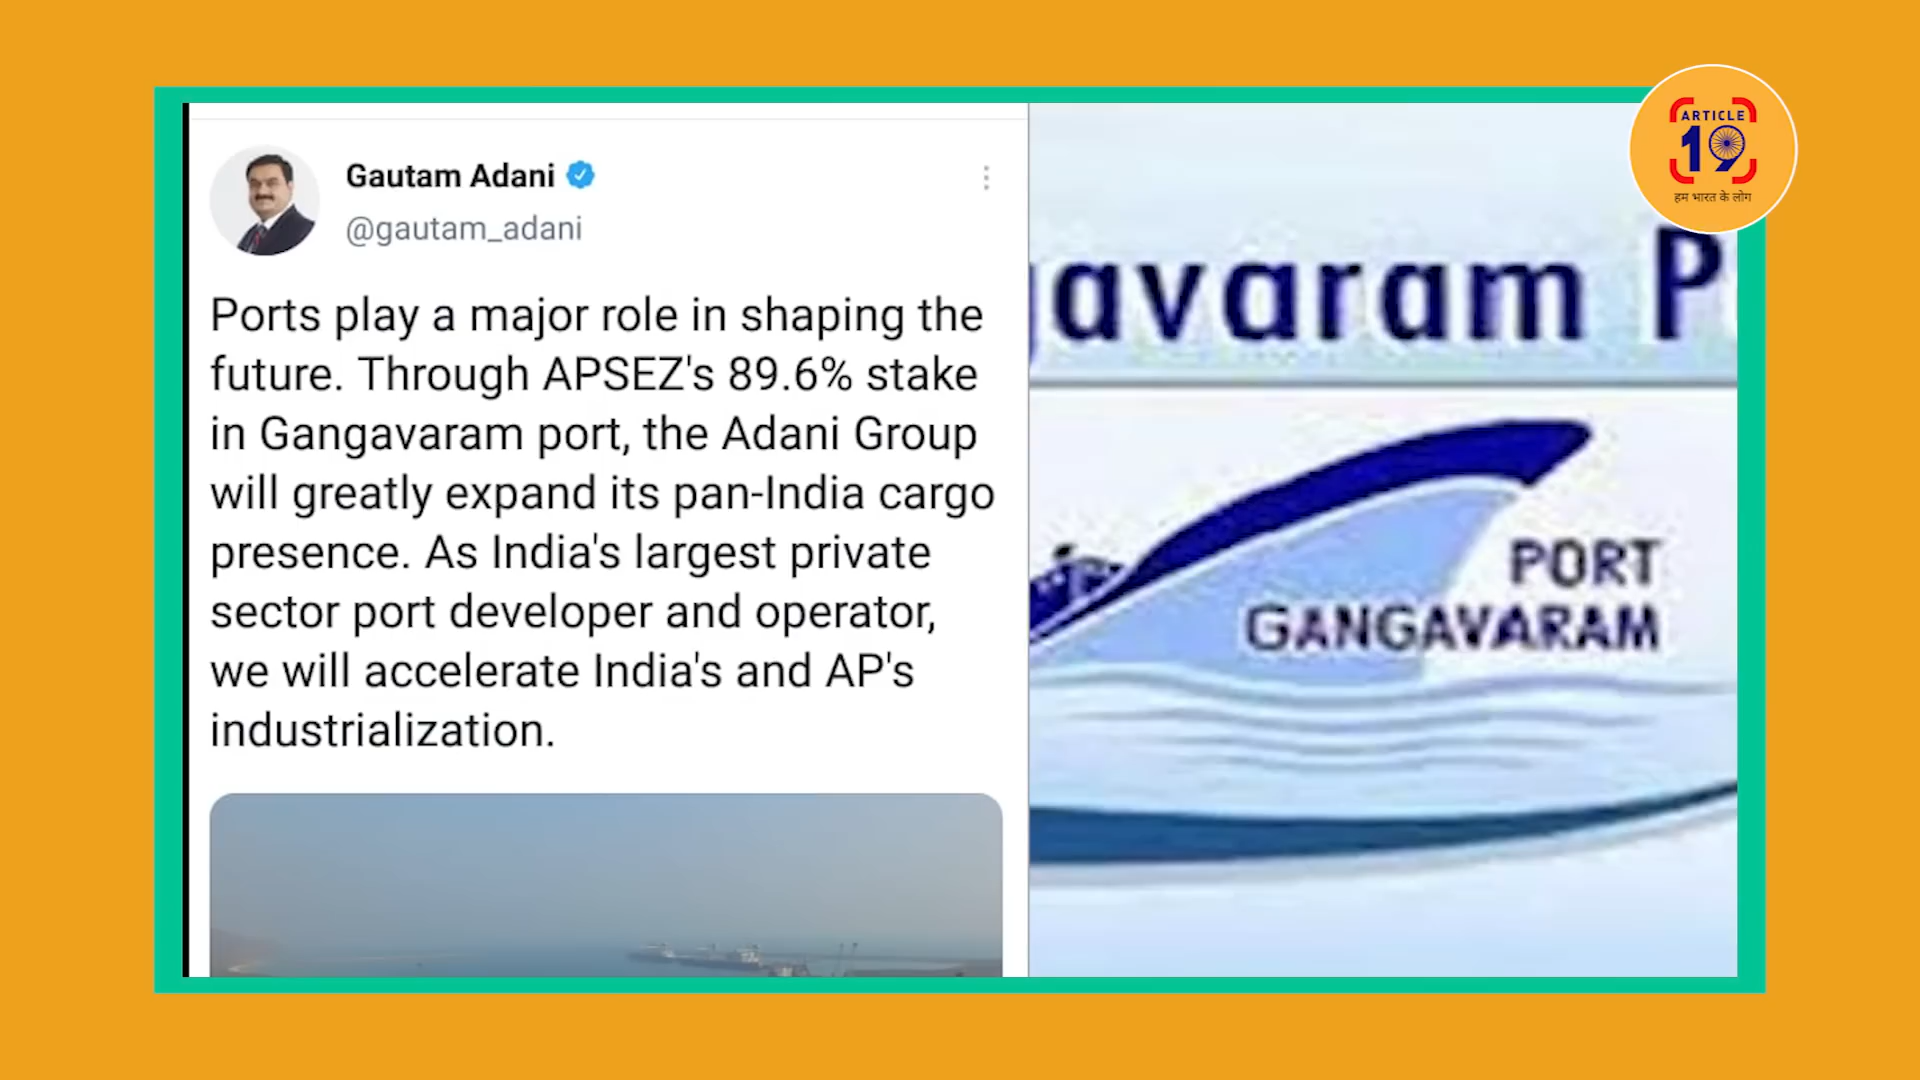 Gautam Adani
@gautam_adani
Ports play a major role in shaping the
future. Through APSEZ's 89.6% stake
in Gangavaram port, the Adani Group
will greatly expand its pan-India cargo
presence. As India's largest private
sector port developer and operator,
we will accelerate India's and AP's
industrialization.
gavaram P
PORT
GANGAVARAM
ARTICLE
19
हम भारत के लोग